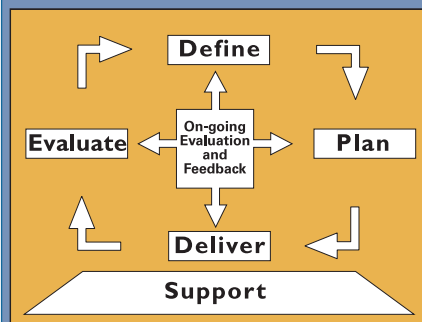 Define
Evaluate
On-going
Evaluation
and
Feedback
Plan
Deliver
Support